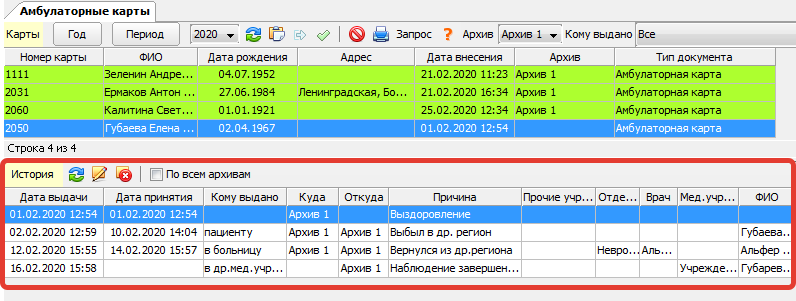 Амбулаторные карты
Карты Год Период 2020 Запрос Архив Архив 1 Кому выдано Все
Номер карты ФИО Дата рождения Адрес Дата внесения Архив Тип документа
1111 Зеленин Андре... 04.07.1952 21.02.2020 11:23 Архив 1 Амбулаторная карта
2031 Ермаков Антон ... 27.06.1984 Ленинградская, Бо... 21.02.2020 16:34 Архив 1 Амбулаторная карта
2060 Калитина Свет... 01.01.1921 25.02.2020 12:34 Архив 1 Амбулаторная карта
2050 Губаева Елена ... 02.04.1967 01.02.2020 12:54 Амбулаторная карта
Строка 4 из 4
История По всем архивам
Дата выдачи Дата принятия Кому выдано Куда Откуда Причина Прочие учр... Отде... Врач Мед.учр... ФИО
01.02.2020 12:54 01.02.2020 12:54 Архив 1 Выздоровление
02.02.2020 12:59 10.02.2020 14:04 пациенту Архив 1 Архив 1 Выбыл в др. регион Губаева...
12.02.2020 15:55 14.02.2020 15:57 в больницу Архив 1 Архив 1 Вернулся из др.региона Невро... Аль... Альфер ...
16.02.2020 15:58 в др.мед.учр... Архив 1 Наблюдение завершен... Учрежде... Губарев...